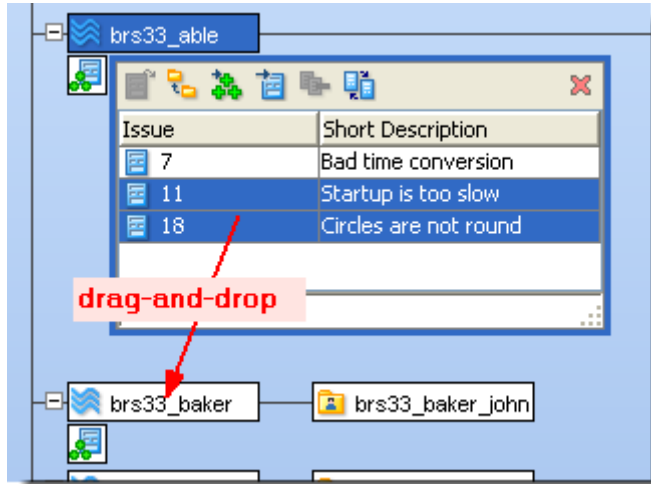 brs33_able
Issue Short Description
7 Bad time conversion
11 Startup is too slow
18 Circles are not round
drag-and-drop
brs33_baker brs33_baker_john